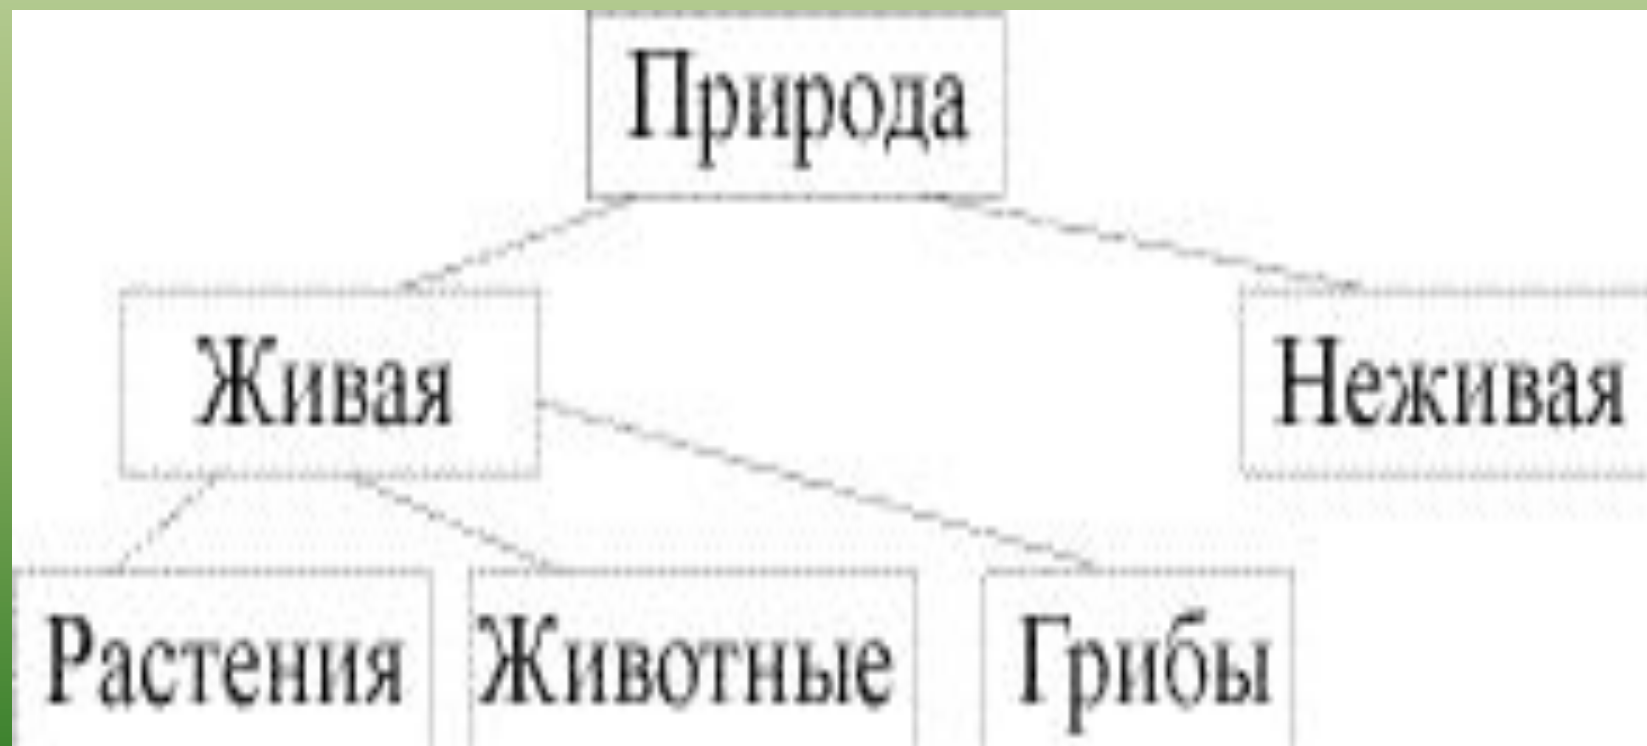 Природа
Живая
Неживая
Растения
Животные
Грибы